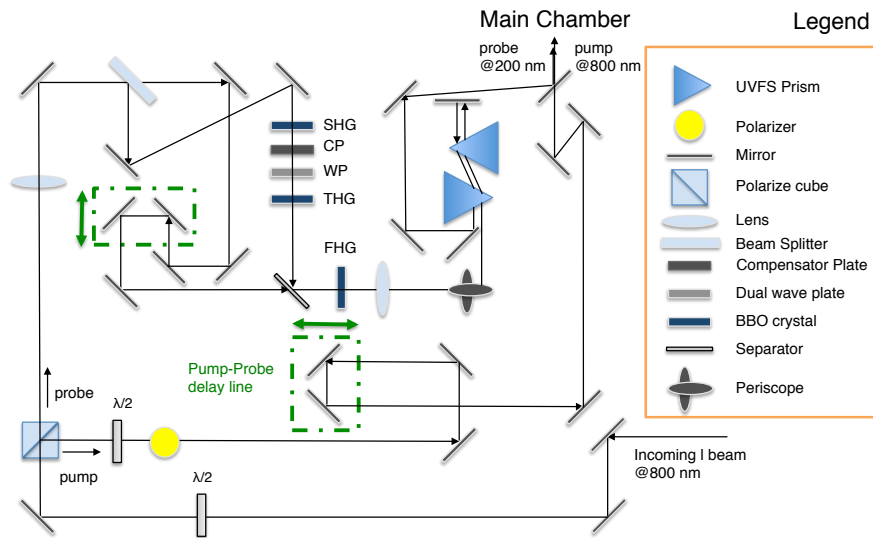 Main Chamber
Legend
probe
@200 nm
pump
@800 nm
UVFS Prism
Polarizer
Mirror
Polarize cube
Lens
Beam Splitter
Compensator Plate
Dual wave plate
BBO crystal
Separator
Periscope
SHG
CP
WP
THG
FHG
Pump-Probe
delay line
probe
λ/2
pump
λ/2
Incoming I beam
@800 nm